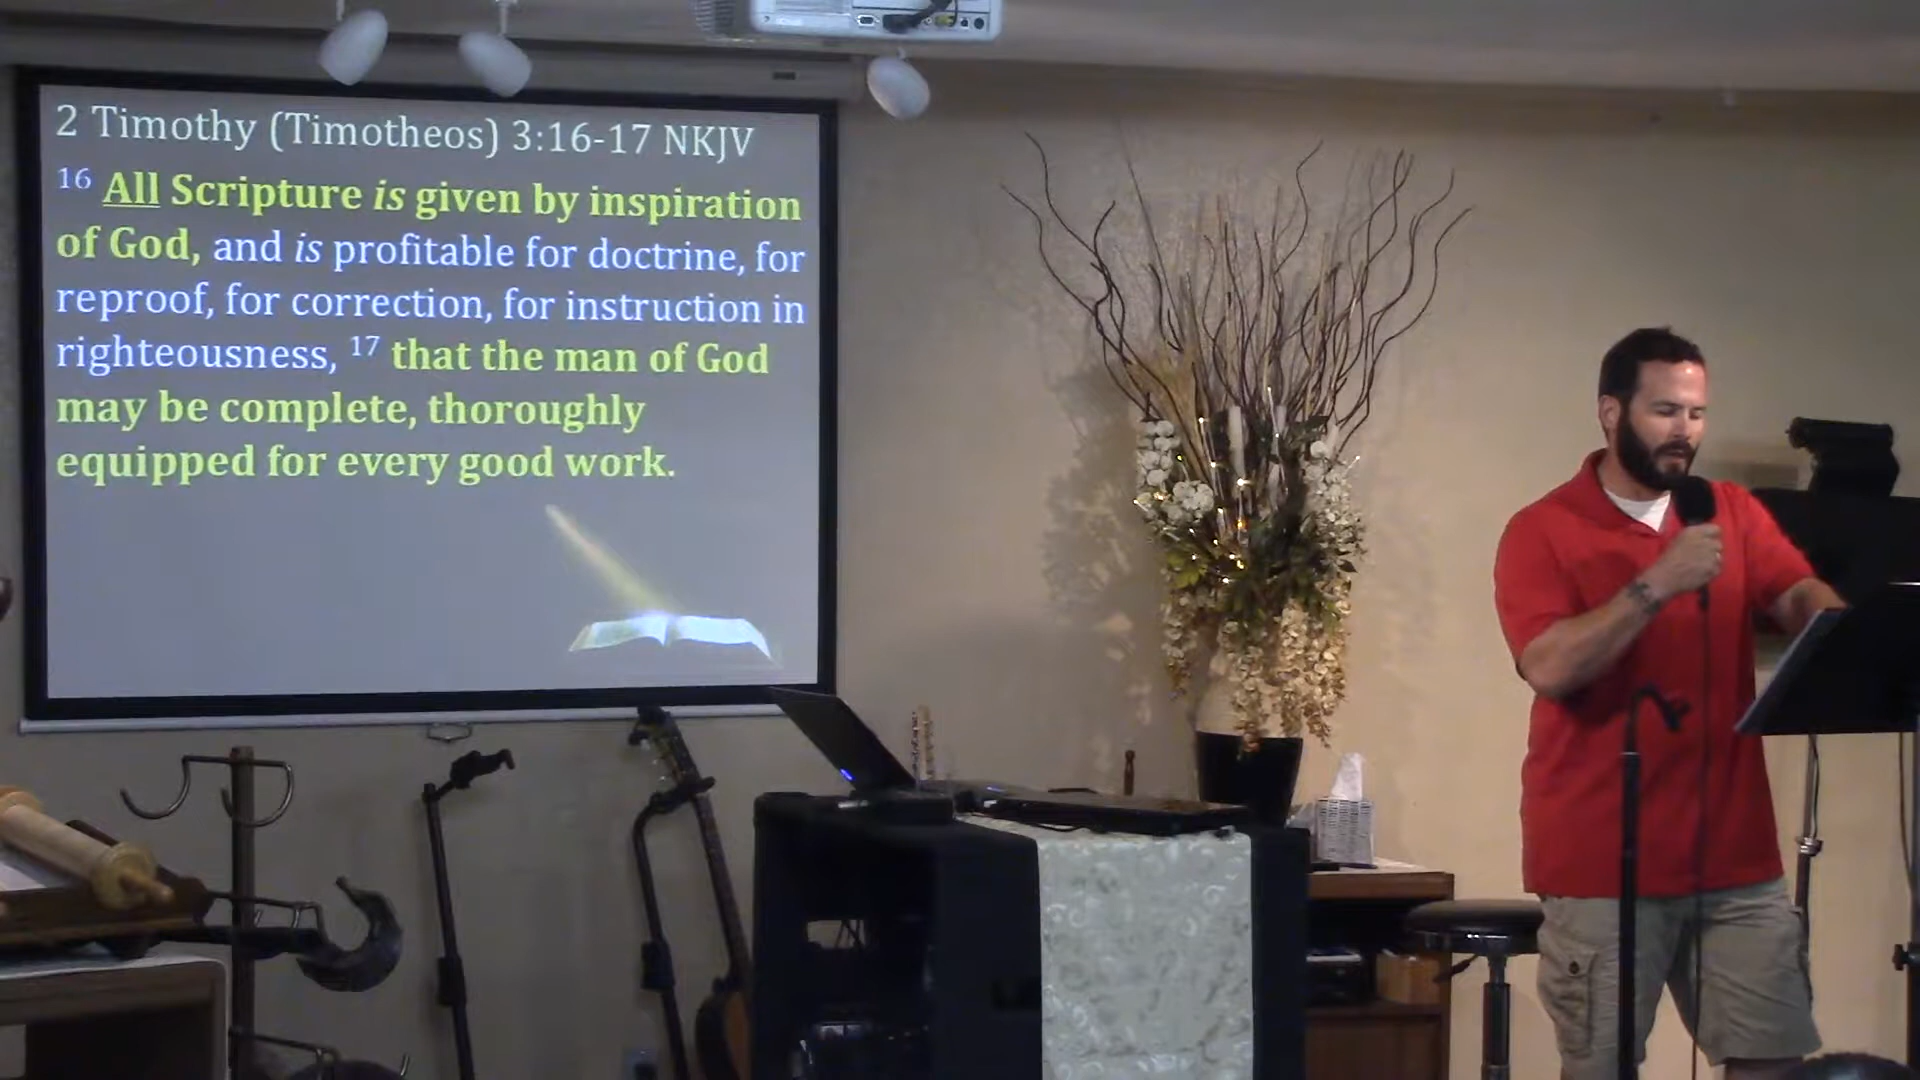 2 Timothy (Timotheos) 3:16-17 NKJV
16 All Scripture is given by inspiration
of God, and is profitable for doctrine, for
reproof, for correction, for instruction in
righteousness, 17 that the man of God
may be complete, thoroughly
equipped for every good work.